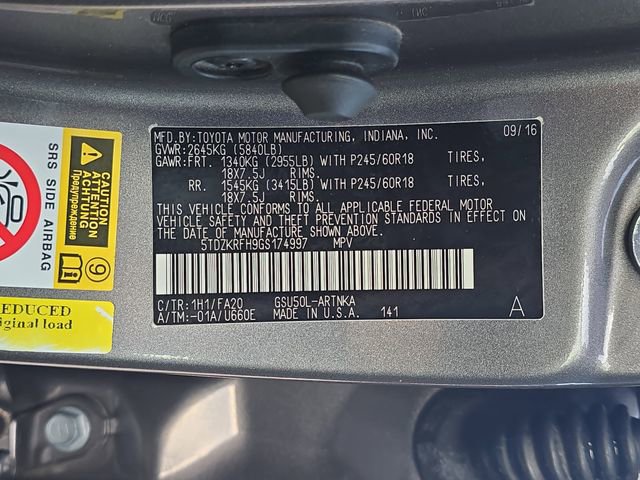 MFD.BY:TOYOTA MOTOR MANUFACTURING, INDIANA, INC. 09/16
GVWR:2645KG (5840LB)
GAWR:FRT. 1340KG (2955LB) WITH P245/60R18 TIRES,
18X7.5J RIMS.
RR. 1545KG (3415LB) WITH P245/60R18 TIRES,
18X7.5J RIMS.
THIS VEHICLE CONFORMS TO ALL APPLICABLE FEDERAL MOTOR
VEHICLE SAFETY AND THEFT PREVENTION STANDARDS IN EFFECT ON
THE DATE OF MANUFACTURE SHOWN ABOVE.
5TDZKRFH9GS174997 MPV
C/TR:1H1/FA20 GSU50L-ARTNKA
A/TM:-01A/U660E MADE IN U.S.A. 141 A
SRS SIDE AIRBAG
CAUTION
ATTENTION
ACHTUNG
Предупреждение
9
EDUCED
iginal load